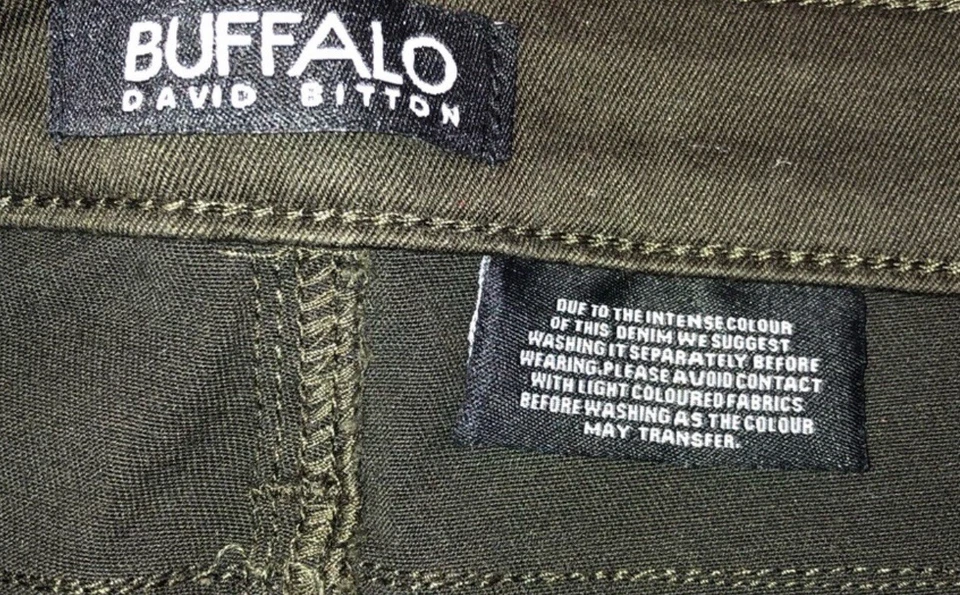 BUFFALO
DAVID BITTON
DUE TO THE INTENSE COLOUR
OF THIS DENIM WE SUGGEST
WASHING IT SEPARATELY BEFORE
WEARING.PLEASE AVOID CONTACT
WITH LIGHT COLOURED FABRICS
BEFORE WASHING AS THE COLOUR
MAY TRANSFER.